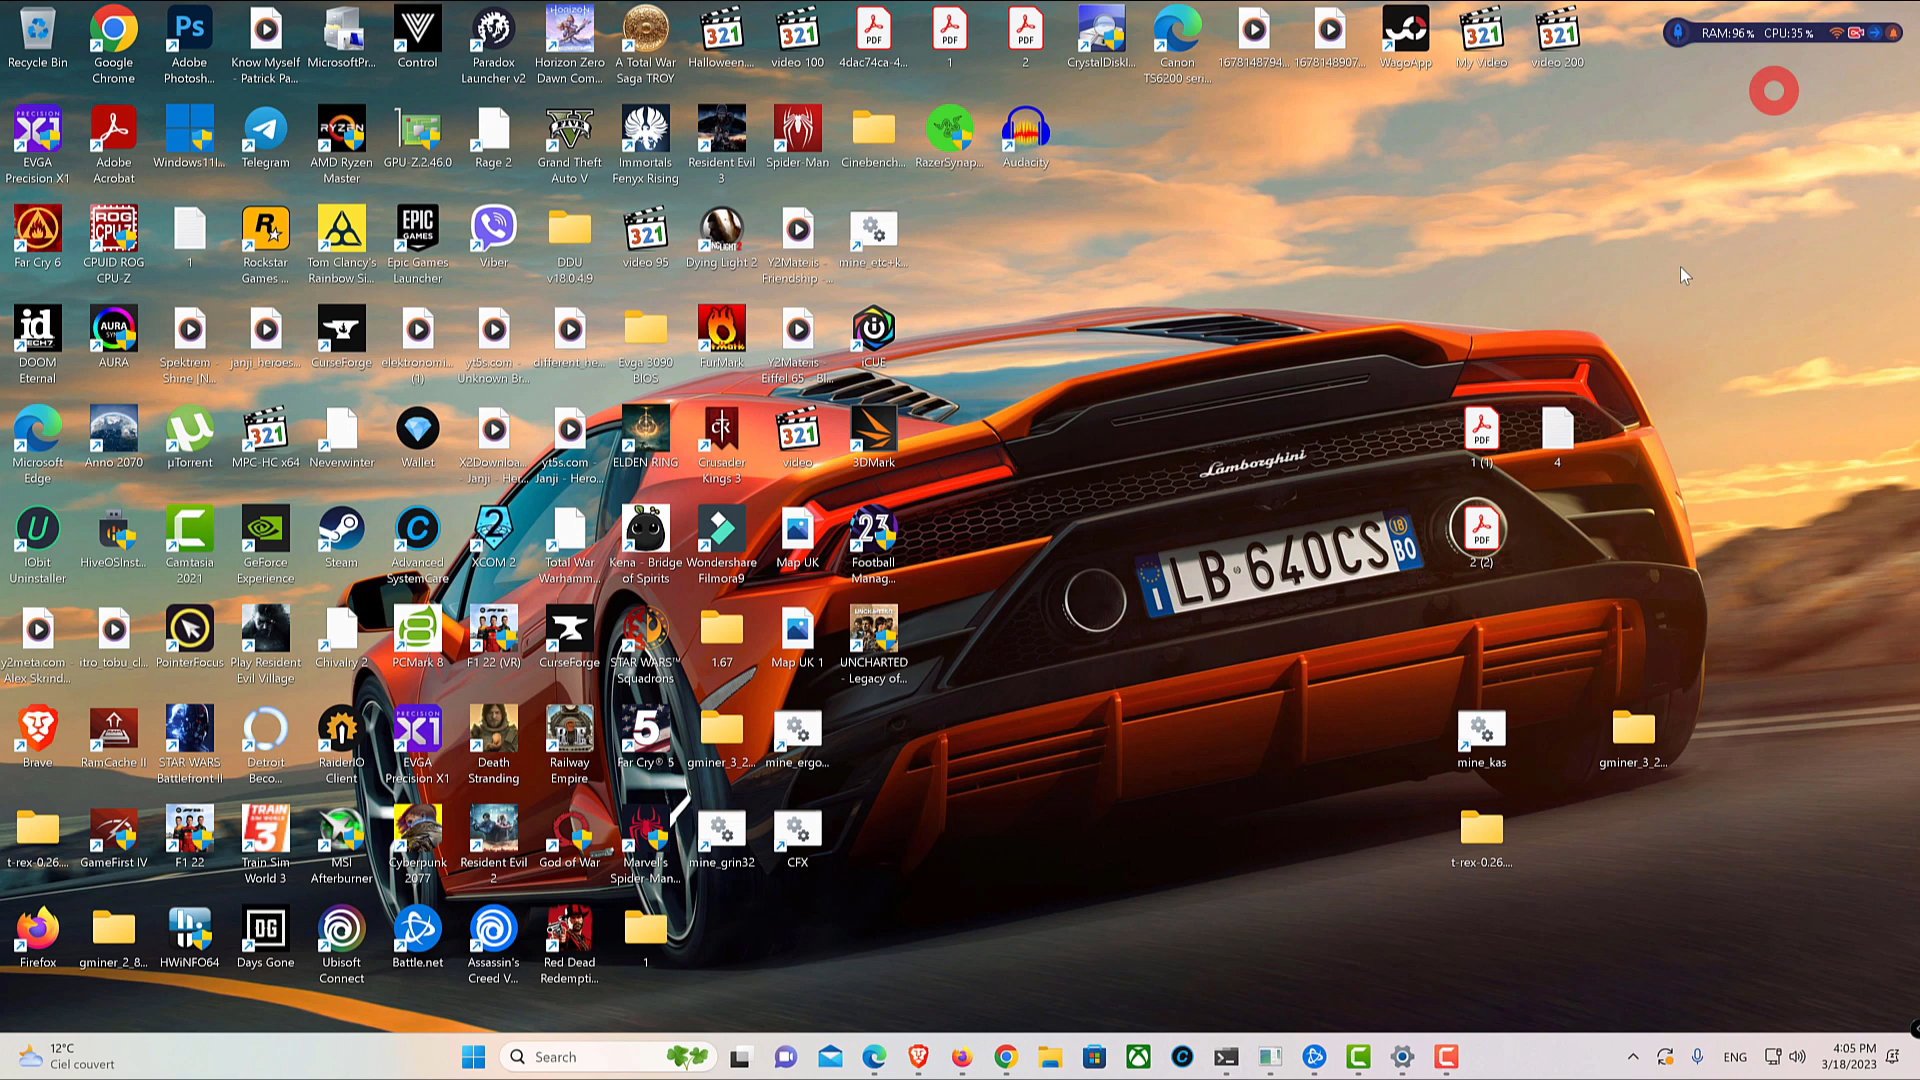 Recycle Bin
Google Chrome
Adobe Photosh...
Know Myself - Patrick Pa...
MicrosoftPr...
Control
Paradox Launcher v2
Horizon Zero Dawn Com...
A Total War Saga TROY
Halloween....
video 100
4dac74ca-4...
1
2
CrystalDiskI...
Canon TS6200 seri...
1678148794...
1678148907...
WagoApp
My Video
video 200
RAM:96% CPU:35%
EVGA Precision X1
Adobe Acrobat
Windows11I...
Telegram
AMD Ryzen Master
GPU-Z.2.46.0
Rage 2
Grand Theft Auto V
Immortals Fenyx Rising
Resident Evil 3
Spider-Man
Cinebench...
RazerSynap...
Audacity
Far Cry 6
CPUID ROG CPU-Z
1
Rockstar Games ...
Tom Clancy's Rainbow Si...
Epic Games Launcher
Viber
DDU v18.0.4.9
video 95
Dying Light 2
Y2Mate.is - Friendship -...
mine_etc+k...
DOOM Eternal
AURA
Spektrem - Shine [N...
janji_heroes...
CurseForge
elektronomi... (1)
yt5s.com - Unknown Br...
different_he...
Evga 3090 BIOS
FurMark
Y2Mate.is - Eiffel 65 - Bl...
iCUE
Microsoft Edge
Anno 2070
µTorrent
MPC-HC x64
Neverwinter
Wallet
X2Downloa... - Janji - Her...
yt5s.com - Janji - Hero...
ELDEN RING
Crusader Kings 3
video
3DMark
Lamborghini
1 (1)
4
IObit Uninstaller
HiveOSInst...
Camtasia 2021
GeForce Experience
Steam
Advanced SystemCare
XCOM 2
Total War Warhamm...
Kena - Bridge of Spirits
Wondershare Filmora9
Map UK
Football Manag...
I LB 640CS 18 BO
2 (2)
y2meta.com - Alex Skrind...
itro_tobu_cl...
PointerFocus
Play Resident Evil Village
Chivalry 2
PCMark 8
F1 22 (VR)
CurseForge
STAR WARS™ Squadrons
1.67
Map UK 1
UNCHARTED - Legacy of...
Brave
RamCache II
STAR WARS Battlefront II
Detroit Beco...
RaiderIO Client
EVGA Precision X1
Death Stranding
Railway Empire
Far Cry® 5
gminer_3_2...
mine_ergo...
mine_kas
gminer_3_2...
t-rex-0.26....
GameFirst IV
F1 22
Train Sim World 3
MSI Afterburner
Cyberpunk 2077
Resident Evil 2
God of War
Marvel's Spider-Man...
mine_grin32
CFX
t-rex-0.26....
Firefox
gminer_2_8...
HWiNFO64
Days Gone
Ubisoft Connect
Battle.net
Assassin's Creed V...
Red Dead Redempti...
1
12°C
Ciel couvert
Search
ENG
4:05 PM
3/18/2023